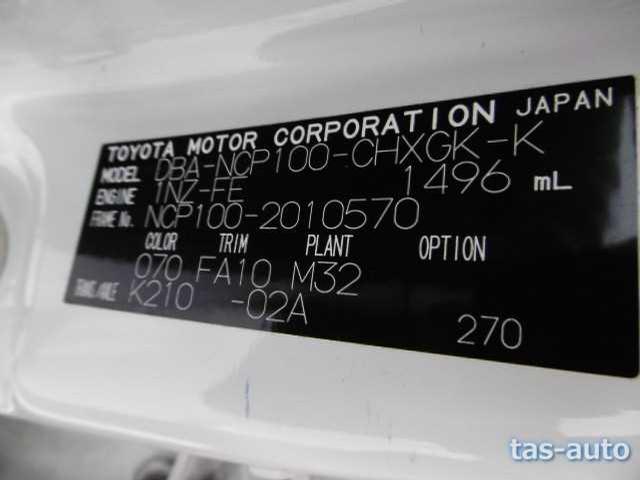 TOYOTA MOTOR CORPORATION JAPAN
MODEL DBA-NCP100-CHXGK-K
ENGINE 1NZ-FE 1496 mL
FRAME No. NCP100-2010570
COLOR TRIM PLANT OPTION
070 FA10 M32
TRANS./AXLE K210 -02A
270
tas-auto